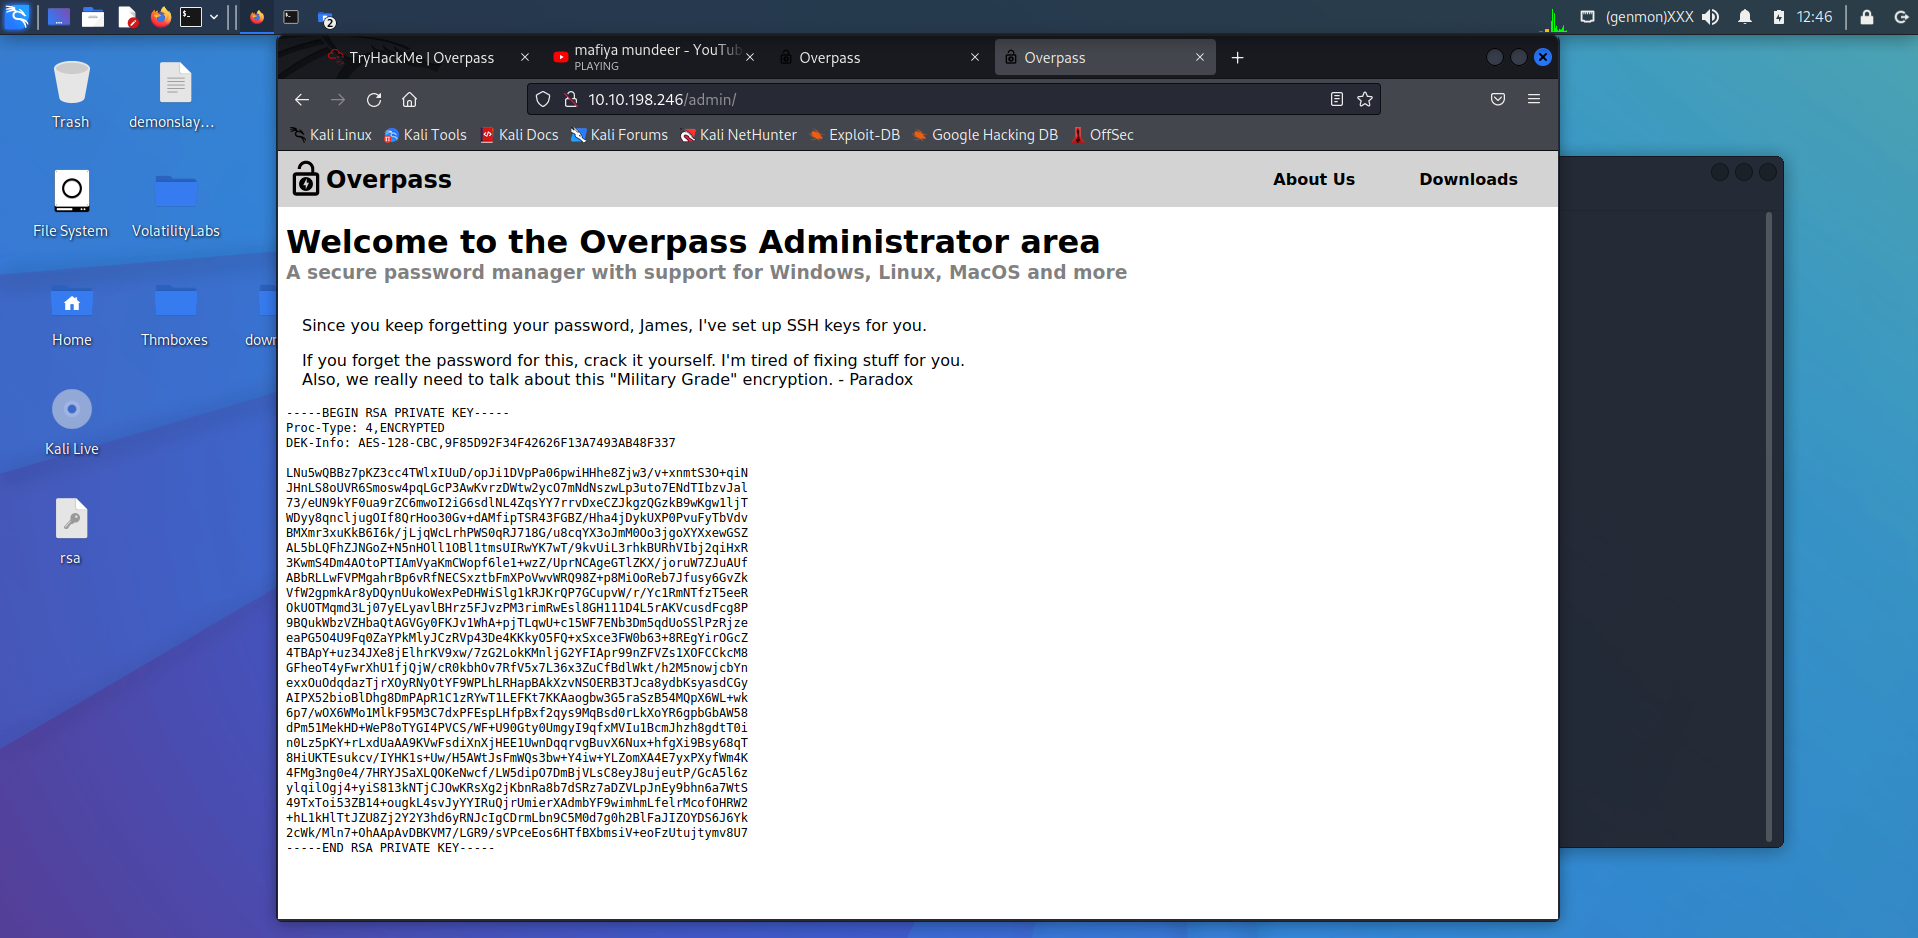 (genmon)XXX
12:46
2
TryHackMe | Overpass
mafiya mundeer - YouTub
PLAYING
Overpass
Overpass
10.10.198.246/admin/
Kali Linux
Kali Tools
Kali Docs
Kali Forums
Kali NetHunter
Exploit-DB
Google Hacking DB
OffSec
Trash
demonslay...
File System
VolatilityLabs
Home
Thmboxes
down
Kali Live
rsa
Overpass
About Us
Downloads
Welcome to the Overpass Administrator area
A secure password manager with support for Windows, Linux, MacOS and more
Since you keep forgetting your password, James, I've set up SSH keys for you.
If you forget the password for this, crack it yourself. I'm tired of fixing stuff for you.
Also, we really need to talk about this "Military Grade" encryption. - Paradox
-----BEGIN RSA PRIVATE KEY-----
Proc-Type: 4,ENCRYPTED
DEK-Info: AES-128-CBC,9F85D92F34F42626F13A7493AB48F337
LNu5wQBBz7pKZ3cc4TWlxIUuD/opJi1DVpPa06pwiHHhe8Zjw3/v+xnmtS3O+qiN
JHnLS8oUVR6Smosw4pqLGcP3AwKvrzDWtw2ycO7mNdNszwLp3uto7ENdTIbzvJal
73/eUN9kYF0ua9rZC6mwoI2iG6sdlNL4ZqsYY7rrvDxeCZJkgzQGzkB9wKgw1ljT
WDyy8qncljugOIf8QrHoo30Gv+dAMfipTSR43FGBZ/Hha4jDykUXP0PvuFyTbVdv
BMXmr3xuKkB6I6k/jLjqWcLrhPWS0qRJ718G/u8cqYX3oJmM0Oo3jgoXYXxewGSZ
AL5bLQFhZJNGoZ+N5nHOll1OBl1tmsUIRwYK7wT/9kvUiL3rhkBURhVIbj2qiHxR
3KwmS4Dm4AOtoPTIAmVyaKmCWopf6le1+wzZ/UprNCAgeGTlZKX/joruW7ZJuAUf
ABbRLLwFVPMgahrBp6vRfNECSxztbFmXPoVwvWRQ98Z+p8MiOoReb7Jfusy6GvZk
VfW2gpmkAr8yDQynUukoWexPeDHWiSlg1kRJKrQP7GCupvW/r/Yc1RmNTfzT5eeR
OkUOTMqmd3Lj07yELyavlBHrz5FJvzPM3rimRwEsl8GH111D4L5rAKVcusdFcg8P
9BQukWbzVZHbaQtAGVGy0FKJv1WhA+pjTLqwU+c15WF7ENb3Dm5qdUoSSlPzRjze
eaPG5O4U9Fq0ZaYPkMlyJCzRVp43De4KKkyO5FQ+xSxce3FW0b63+8REgYirOGcZ
4TBApY+uz34JXe8jElhrKV9xw/7zG2LokKMnljG2YFIApr99nZFVZs1XOFCCkcM8
GFheoT4yFwrXhU1fjQjW/cR0kbhOv7RfV5x7L36x3ZuCfBdlWkt/h2M5nowjcbYn
exxOuOdqdazTjrXOyRNyOtYF9WPLhLRHapBAkXzvNSOERB3TJca8ydbKsyasdCGy
AIPX52bioBlDhg8DmPApR1C1zRYwT1LEFKt7KKAaogbw3G5raSzB54MQpX6WL+wk
6p7/wOX6WMo1MlkF95M3C7dxPFEspLHfpBxf2qys9MqBsd0rLkXoYR6gpbGbAW58
dPm51MekHD+WeP8oTYGI4PVCS/WF+U90Gty0UmgyI9qfxMVIu1BcmJhzh8gdtT0i
n0Lz5pKY+rLxdUaAA9KVwFsdiXnXjHEE1UwnDqqrvgBuvX6Nux+hfgXi9Bsy68qT
8HiUKTEsukcv/IYHK1s+Uw/H5AWtJsFmWQs3bw+Y4iw+YLZomXA4E7yxPXyfWm4K
4FMg3ng0e4/7HRYJSaXLQOKeNwcf/LW5dipO7DmBjVLsC8eyJ8ujeutP/GcA5l6z
ylqilOgj4+yiS813kNTjCJOwKRsXg2jKbnRa8b7dSRz7aDZVLpJnEy9bhn6a7WtS
49TxToi53ZB14+ougkL4svJyYYIRuQjrUmierXAdmbYF9wimhmLfelrMcofOHRW2
+hL1kHlTtJZU8Zj2Y2Y3hd6yRNJcIgCDrmLbn9C5M0d7g0h2BlFaJIZOYDS6J6Yk
2cWk/Mln7+OhAApAvDBKVM7/LGR9/sVPceEos6HTfBXbmsiV+eoFzUtujtymv8U7
-----END RSA PRIVATE KEY-----